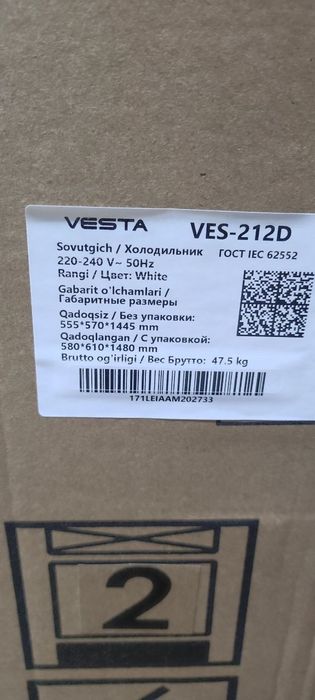 VESTA VES-212D
Sovutgich / Холодильник ГОСТ IEC 62552
220-240 V~ 50Hz
Rangi / Цвет: White
Gabarit o'lchamlari /
Габаритные размеры
Qadoqsiz / Без упаковки:
555*570*1445 mm
Qadoqlangan / С упаковкой:
580*610*1480 mm
Brutto og'irligi / Вес Брутто: 47.5 kg
171LEIAAM202733
2